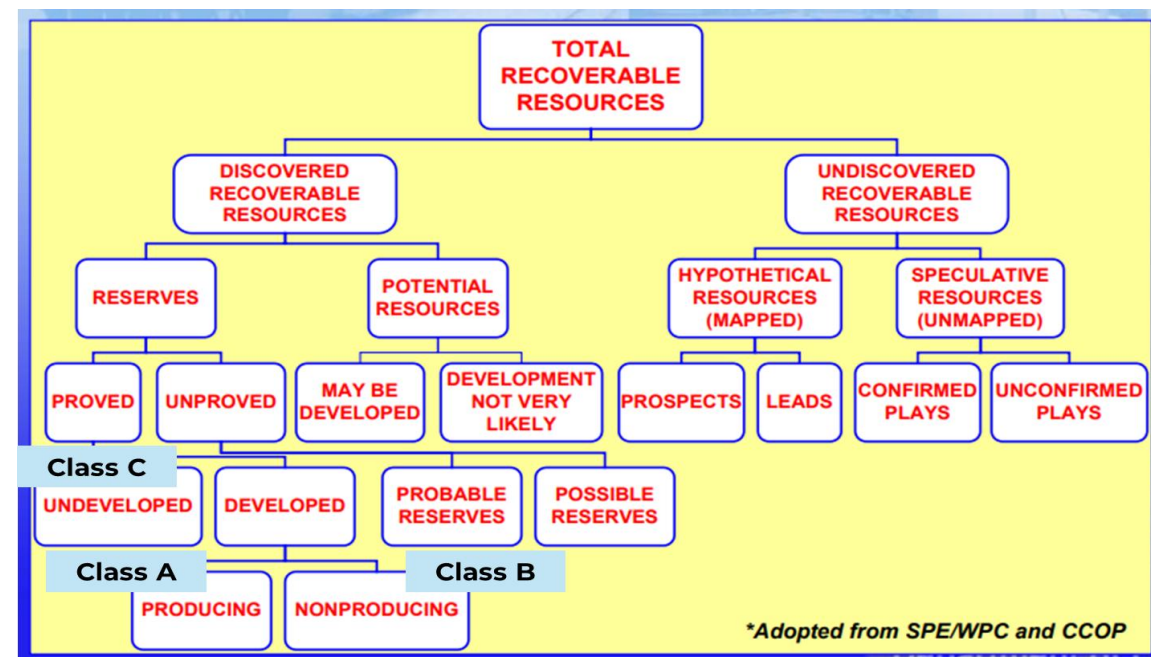 TOTAL
RECOVERABLE
RESOURCES
DISCOVERED
RECOVERABLE
RESOURCES
UNDISCOVERED
RECOVERABLE
RESOURCES
RESERVES
POTENTIAL
RESOURCES
HYPOTHETICAL
RESOURCES
(MAPPED)
SPECULATIVE
RESOURCES
(UNMAPPED)
PROVED
UNPROVED
MAY BE
DEVELOPED
DEVELOPMENT
NOT VERY
LIKELY
PROSPECTS
LEADS
CONFIRMED
PLAYS
UNCONFIRMED
PLAYS
Class C
UNDEVELOPED
DEVELOPED
PROBABLE
RESERVES
POSSIBLE
RESERVES
Class A
Class B
PRODUCING
NONPRODUCING
*Adopted from SPE/WPC and CCOP